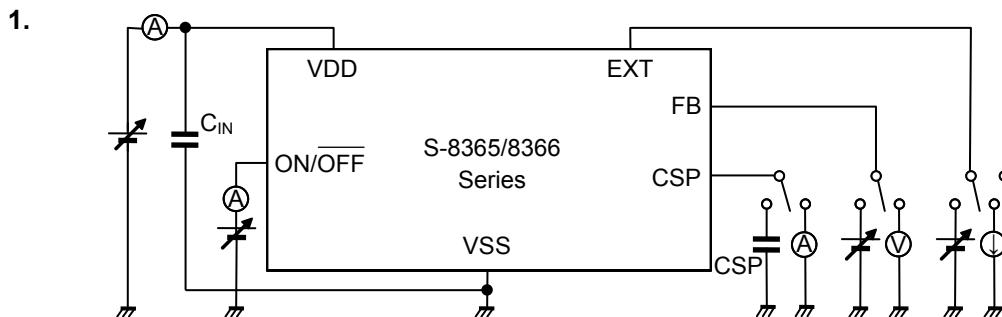 1.
A
VDD
EXT
FB
C_IN
ON/OFF
S-8365/8366
Series
CSP
A
VSS
CSP
A
V